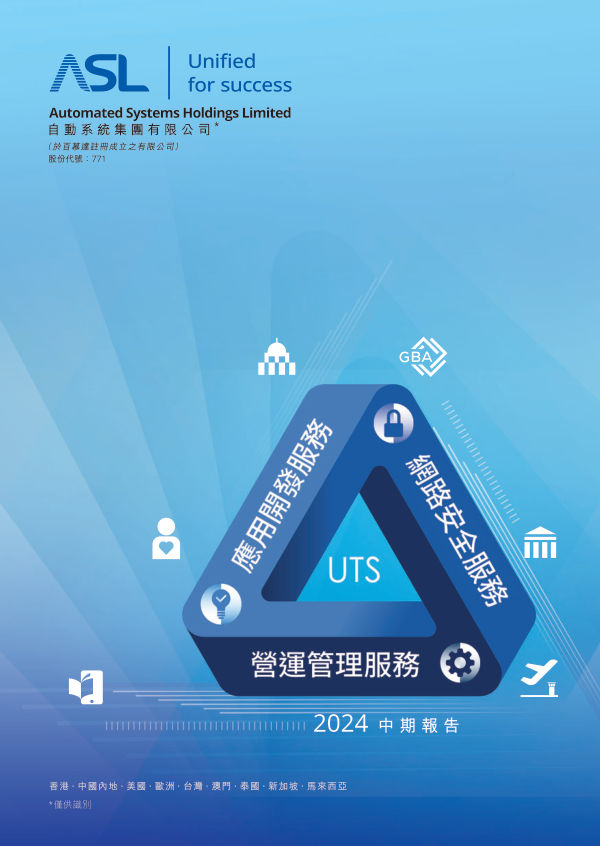 ASL
Unified
for success
Automated Systems Holdings Limited
自動系統集團有限公司*
(於百慕達註冊成立之有限公司)
股份代號：771
GBA
應用開發服務
網路安全服務
UTS
營運管理服務
2024 中期報告
香港．中國內地．美國．歐洲．台灣．澳門．泰國．新加坡．馬來西亞
*僅供識別